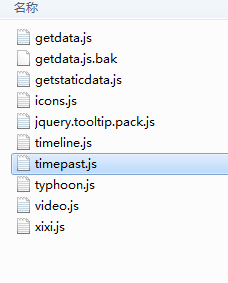 名称
getdata.js
getdata.js.bak
getstaticdata.js
icons.js
jquery.tooltip.pack.js
timeline.js
timepast.js
typhoon.js
video.js
xixi.js